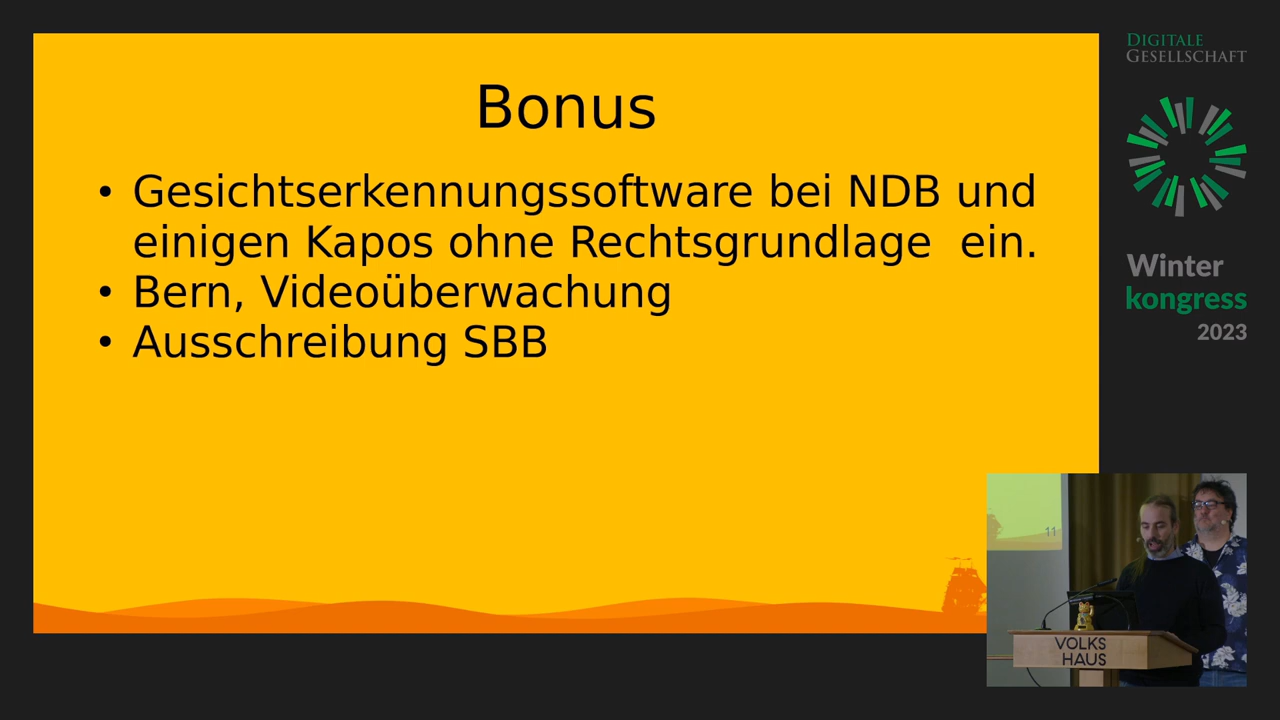 Bonus
• Gesichtserkennungssoftware bei NDB und
einigen Kapos ohne Rechtsgrundlage  ein.
• Bern, Videoüberwachung
• Ausschreibung SBB
DIGITALE
GESELLSCHAFT
Winter
kongress
2023
11
VOLKS
HAUS